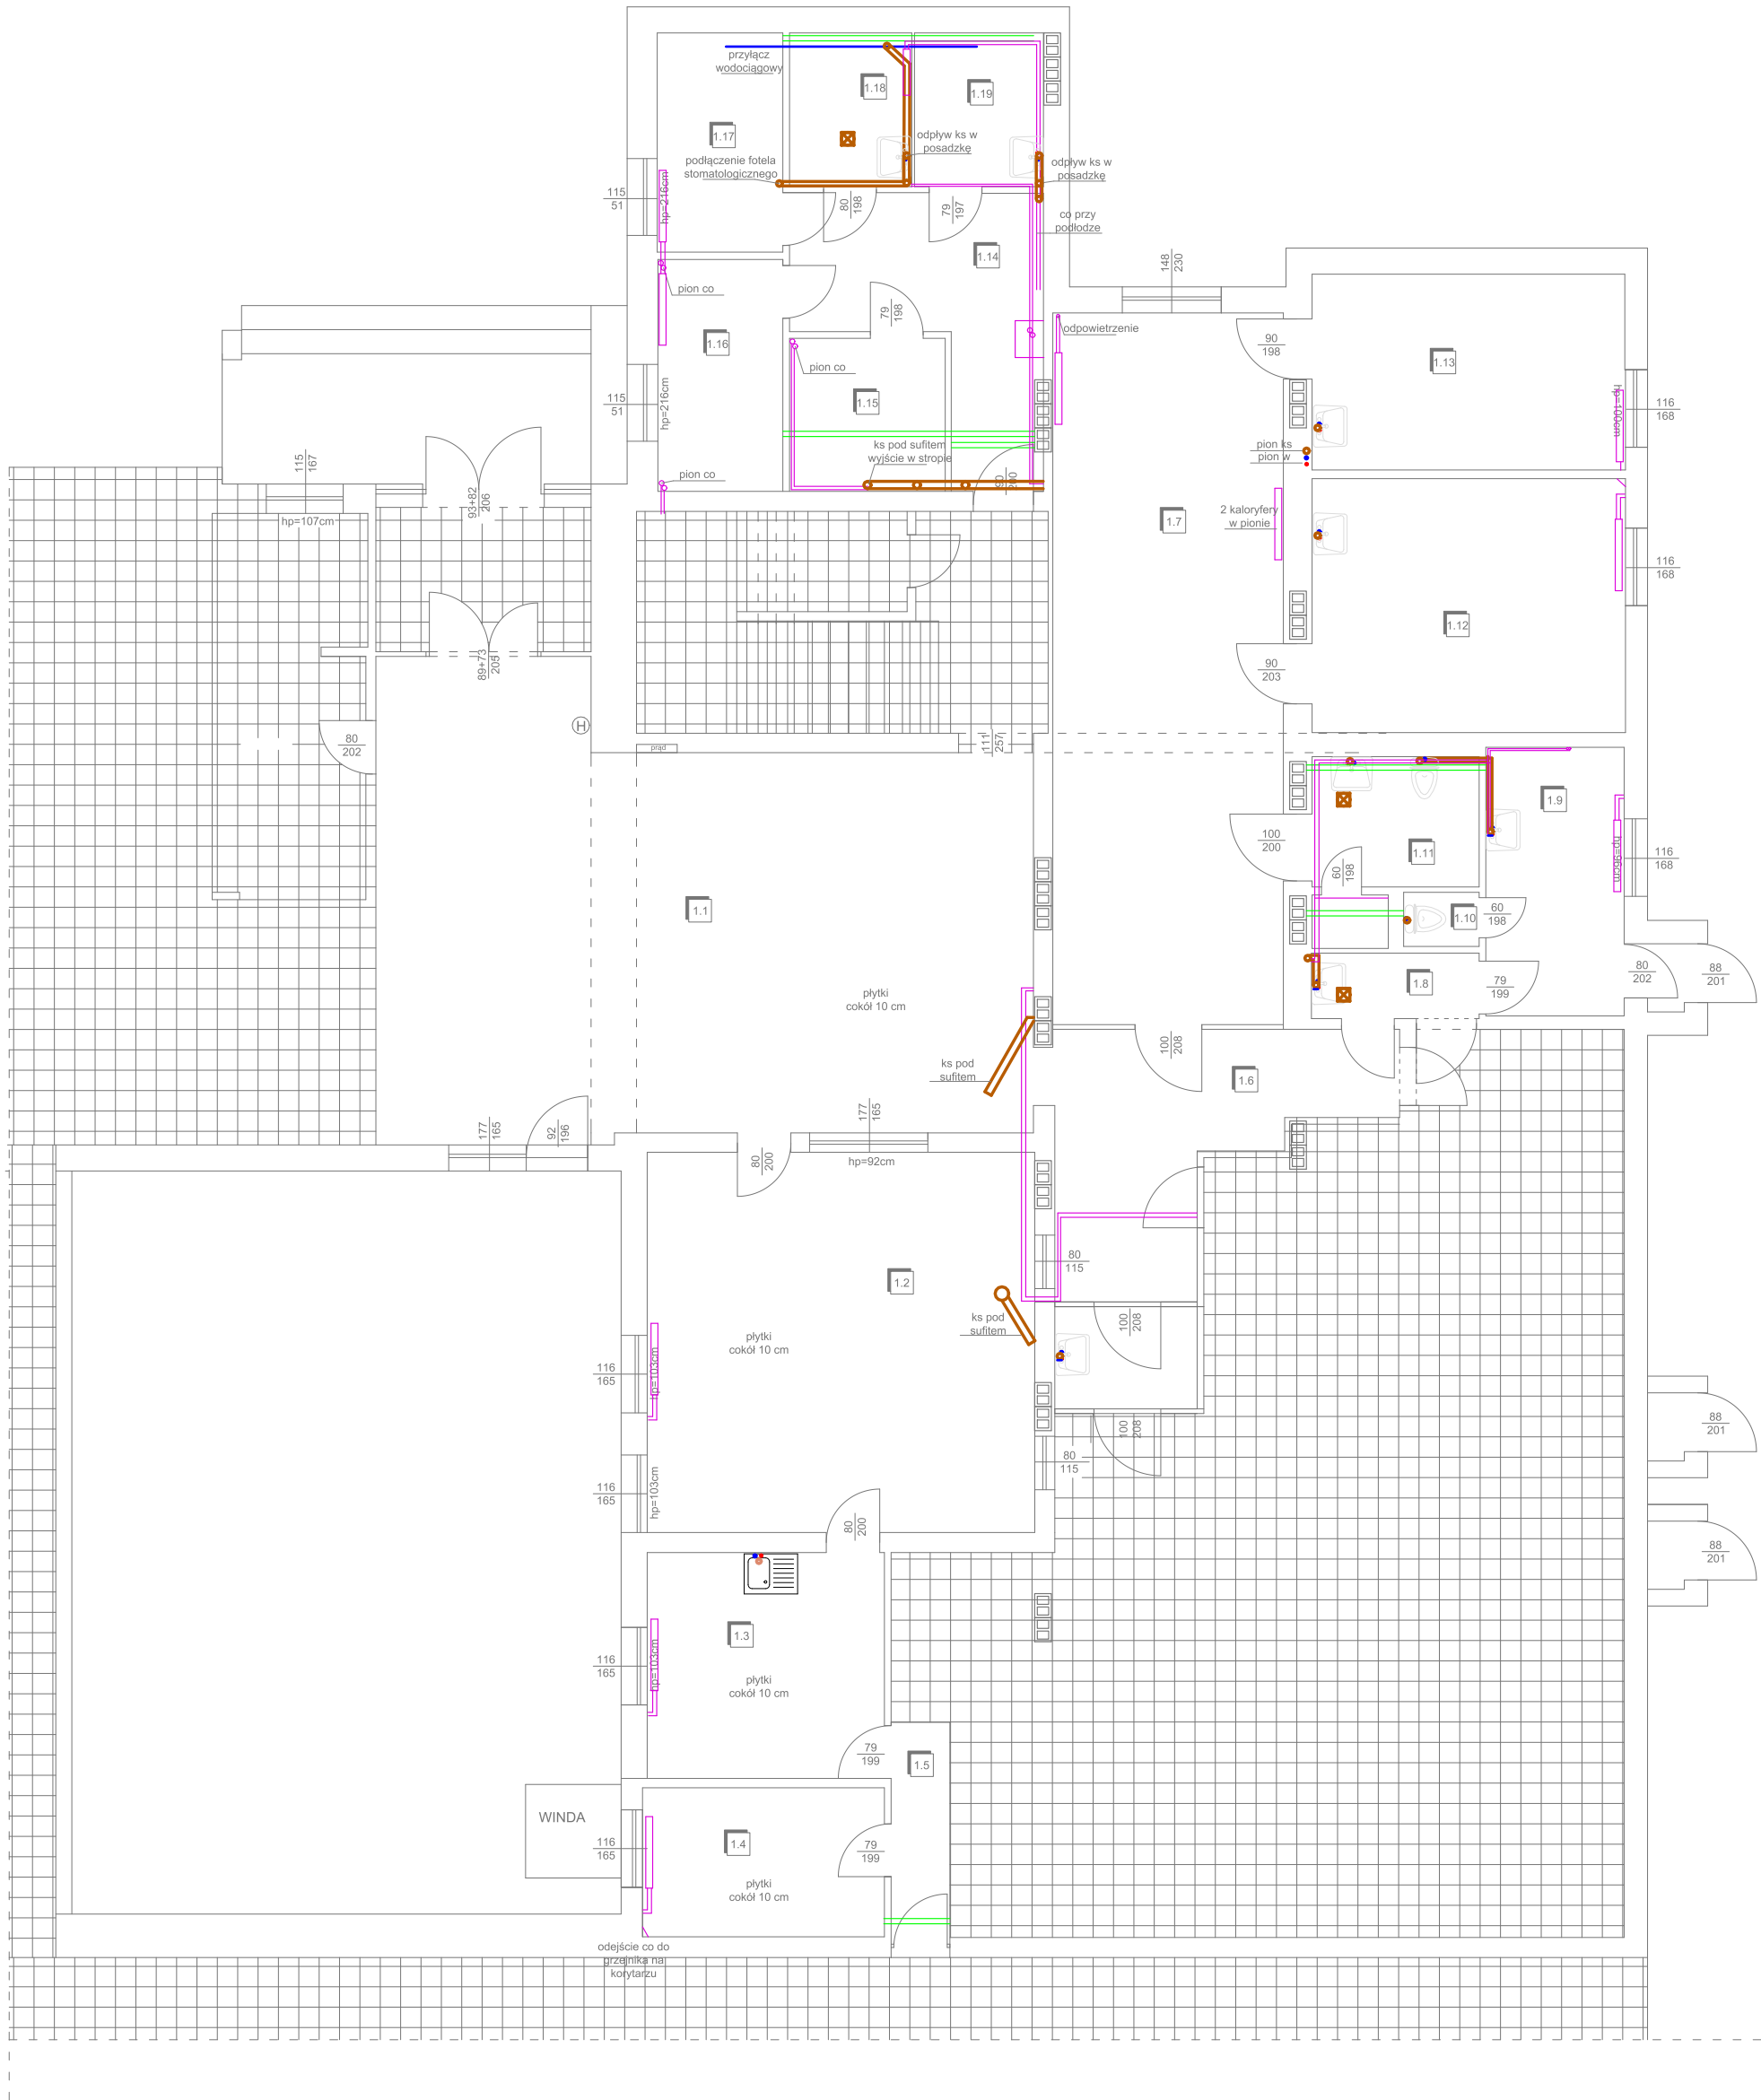 przyłącz
wodociągowy
1.18
1.19
1.17
odpływ ks w
posadzkę
podłączenie fotela
stomatologicznego
odpływ ks w
posadzkę
115
51
hp=216cm
80
198
79
197
co przy
podłodze
1.14
148
230
pion co
79
198
odpowietrzenie
1.16
90
198
1.13
pion co
1.15
115
51
hp=216cm
116
168
hp=100cm
ks pod sufitem
wyjście w stropie
pion ks
pion w
115
167
pion co
90
200
93+82
206
hp=107cm
2 kaloryfery
w pionie
1.7
116
168
1.12
89+73
205
90
203
H
80
202
prąd
111
257
1.9
100
200
1.11
60
198
116
168
hp=96cm
1.1
1.10
60
198
80
202
88
201
płytki
cokół 10 cm
1.8
79
199
100
208
ks pod
sufitem
1.6
177
165
92
196
177
165
80
200
hp=92cm
80
115
1.2
ks pod
sufitem
100
208
płytki
cokół 10 cm
116
165
hp=103cm
88
201
100
208
80
115
116
165
hp=103cm
80
200
88
201
1.3
116
165
hp=103cm
płytki
cokół 10 cm
79
199
1.5
WINDA
116
165
1.4
79
199
płytki
cokół 10 cm
odejście co do
grzejnika na
korytarzu